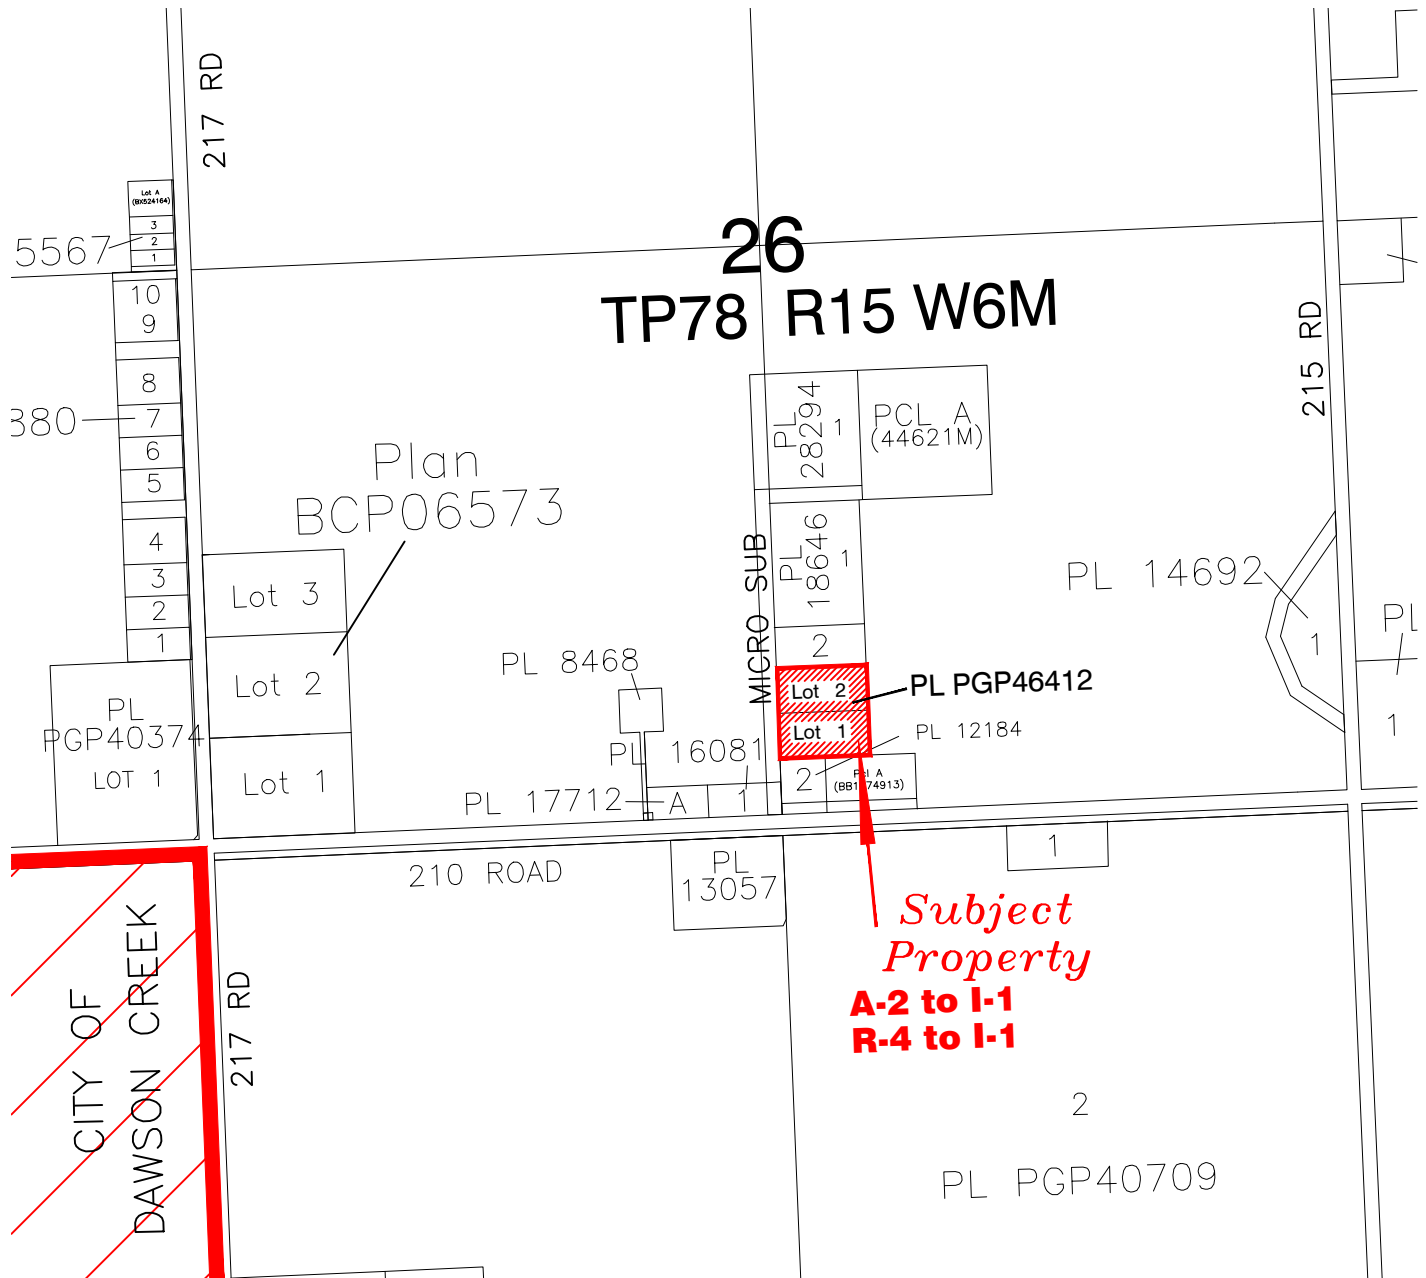 217 RD
Lot A
(BX524164)
3
2
1
5567
26
TP78 R15 W6M
10
9
8
7
6
5
4
3
2
1
215 RD
PL
28294
1
PCL A
(44621M)
Plan
BCP06573
Lot 3
Lot 2
Lot 1
PL
18646
1
2
MICRO SUB
PL 14692
1
PL
1
PL 8468
Lot 2
Lot 1
PL PGP46412
PL 12184
PL
PGP40374
LOT 1
PL 16081
PL 17712
A
1
2
Pcl A
210 ROAD
PL
13057
1
Subject
Property
A-2 to I-1
R-4 to I-1
CITY OF
DAWSON CREEK
217 RD
2
PL PGP40709